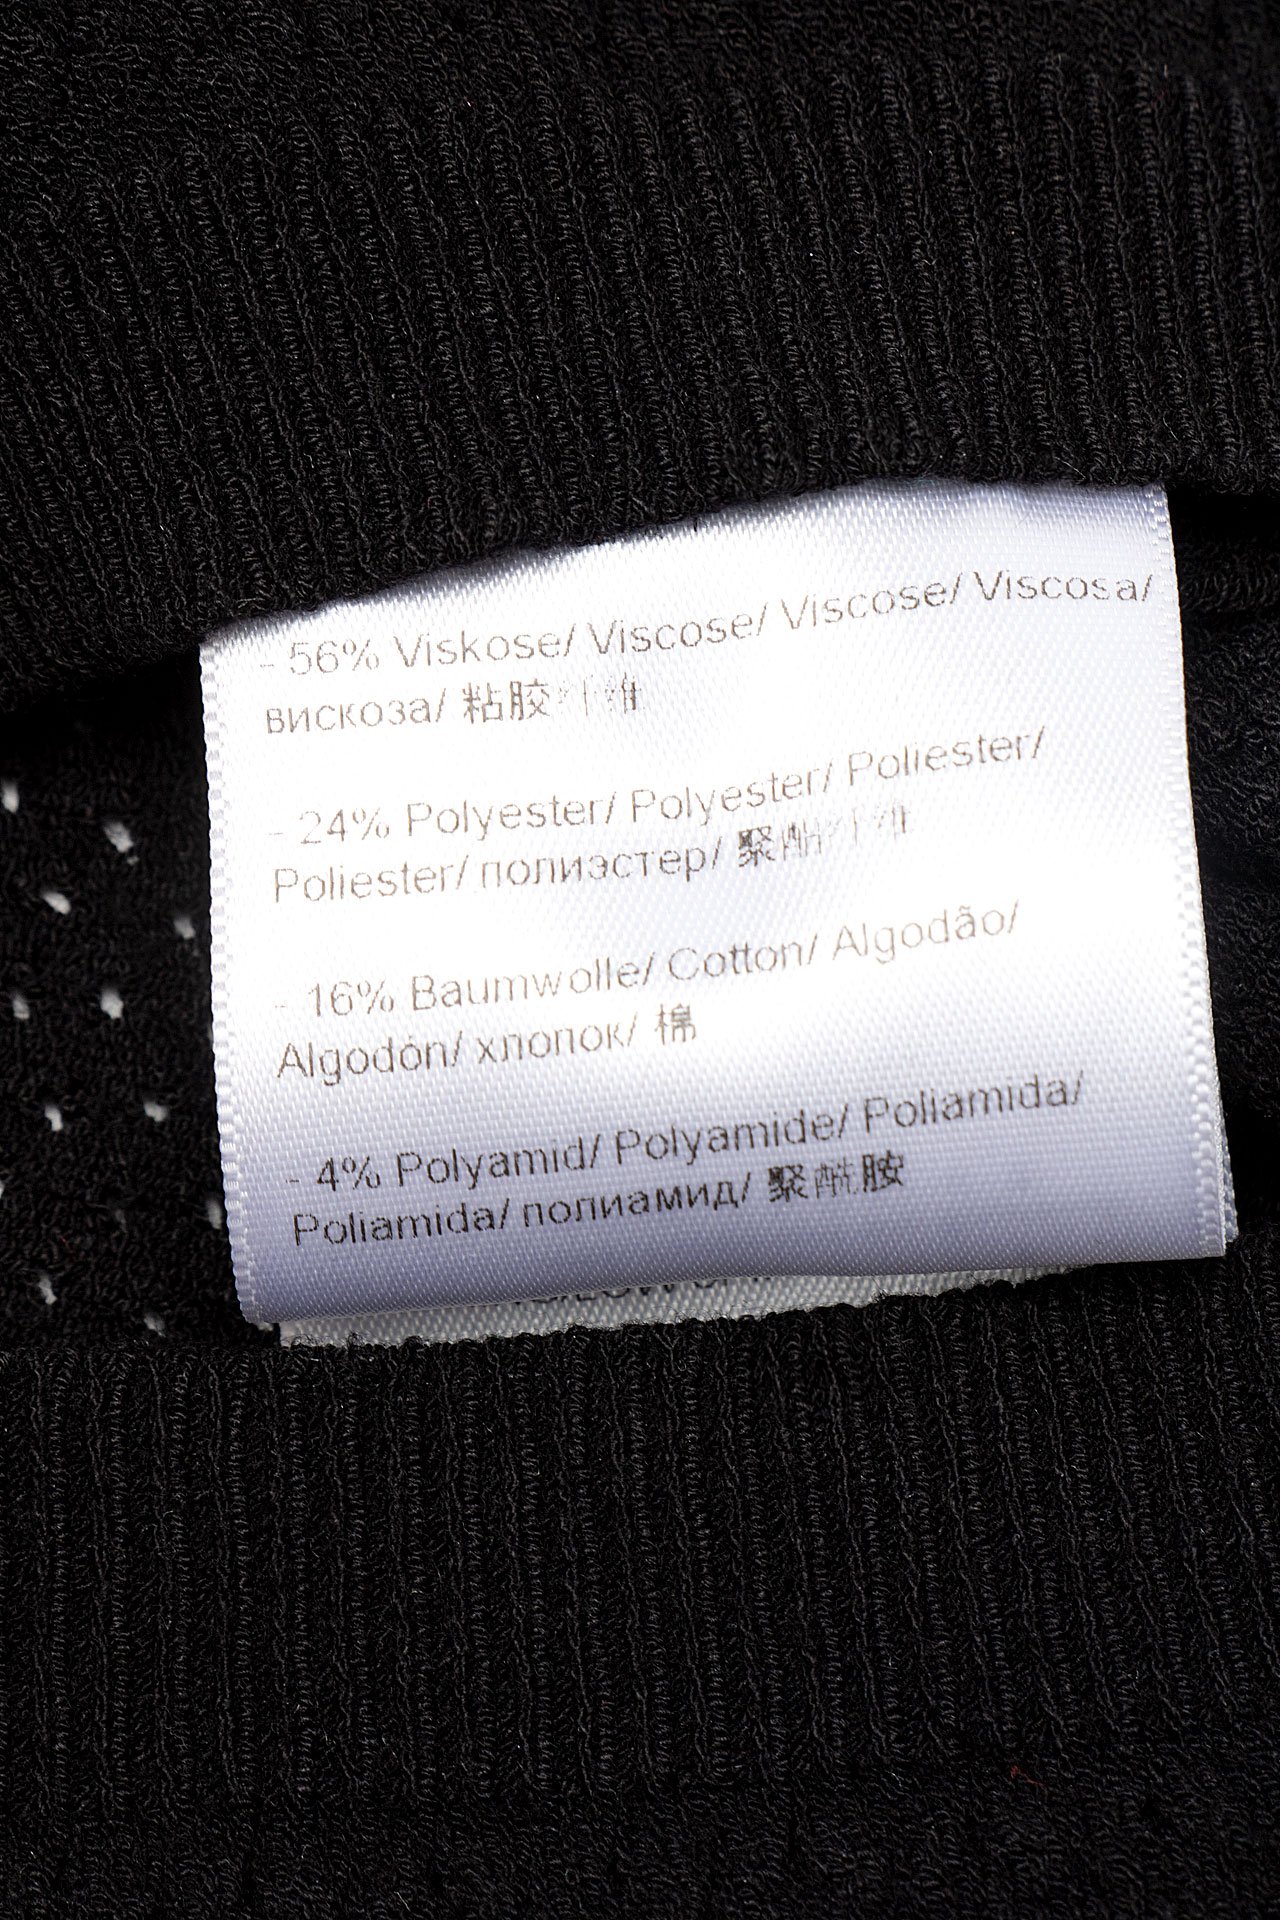 - 56% Viskose/ Viscose/ Viscose/ Viscosa/
вискоза/ 粘胶纤维
- 24% Polyester/ Polyester/ Poliester/
Poliester/ полиэстер/ 聚酯纤维
- 16% Baumwolle/ Cotton/ Algodão/
Algodón/ хлопок/ 棉
- 4% Polyamid/ Polyamide/ Poliamida/
Poliamida/ полиамид/ 聚酰胺